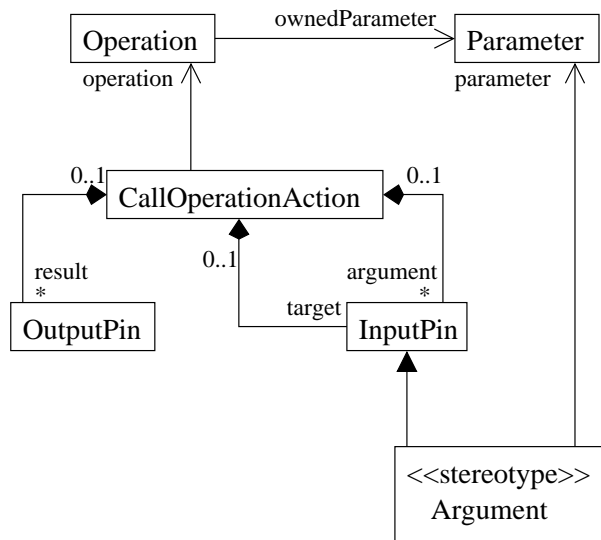 ownedParameter
Operation
Parameter
operation
parameter
0..1
0..1
CallOperationAction
0..1
result
argument
*
*
target
OutputPin
InputPin
<<stereotype>>
Argument